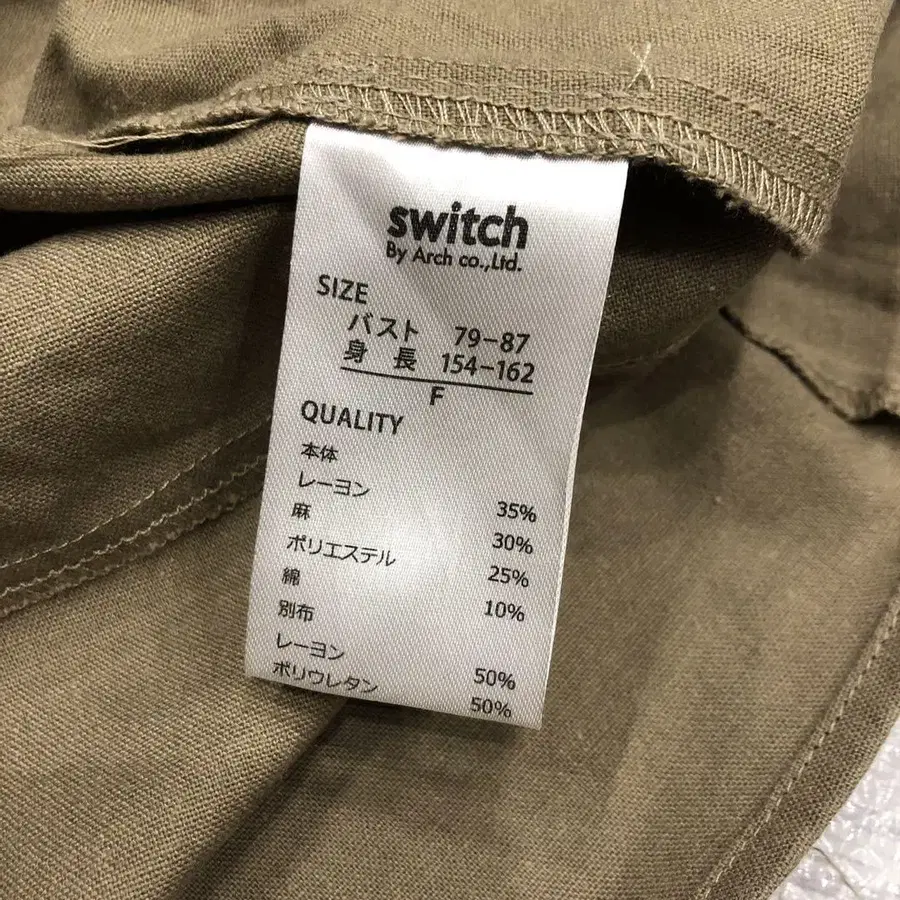 switch
By Arch co.,Ltd.
SIZE
バスト 79-87
身長 154-162
F
QUALITY
本体
レーヨン 35%
麻 30%
ポリエステル 25%
綿 10%
別布
レーヨン 50%
ポリウレタン 50%